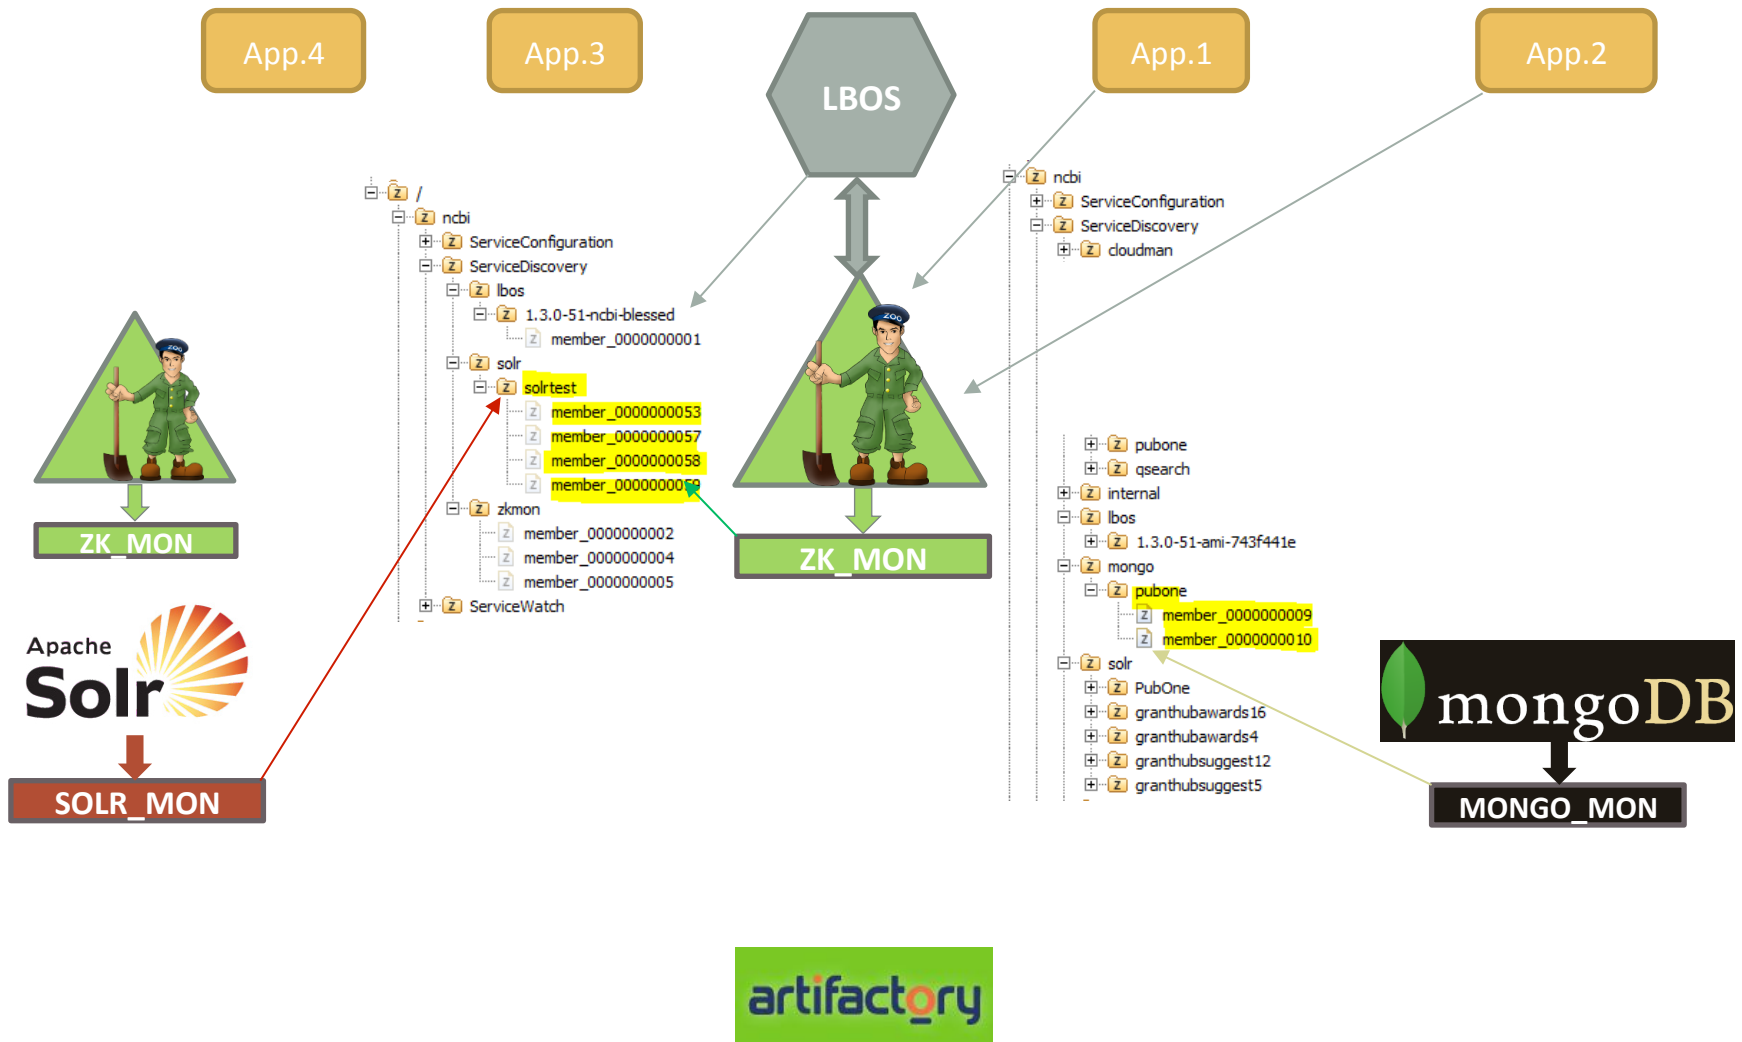 App.4
App.3
LBOS
App.1
App.2
/
ncbi
ServiceConfiguration
ServiceDiscovery
lbos
1.3.0-51-ncbi-blessed
member_0000000001
solr
solrtest
member_0000000053
member_0000000057
member_0000000058
member_0000000059
zkmon
member_0000000002
member_0000000004
member_0000000005
ServiceWatch
ncbi
ServiceConfiguration
ServiceDiscovery
cloudman
pubone
qsearch
internal
lbos
1.3.0-51-ami-743f441e
mongo
pubone
member_0000000009
member_0000000010
solr
PubOne
granthubawards16
granthubawards4
granthubsuggest12
granthubsuggest5
ZOO
ZK_MON
ZOO
ZK_MON
Apache
Solr
SOLR_MON
mongoDB
MONGO_MON
artifactory